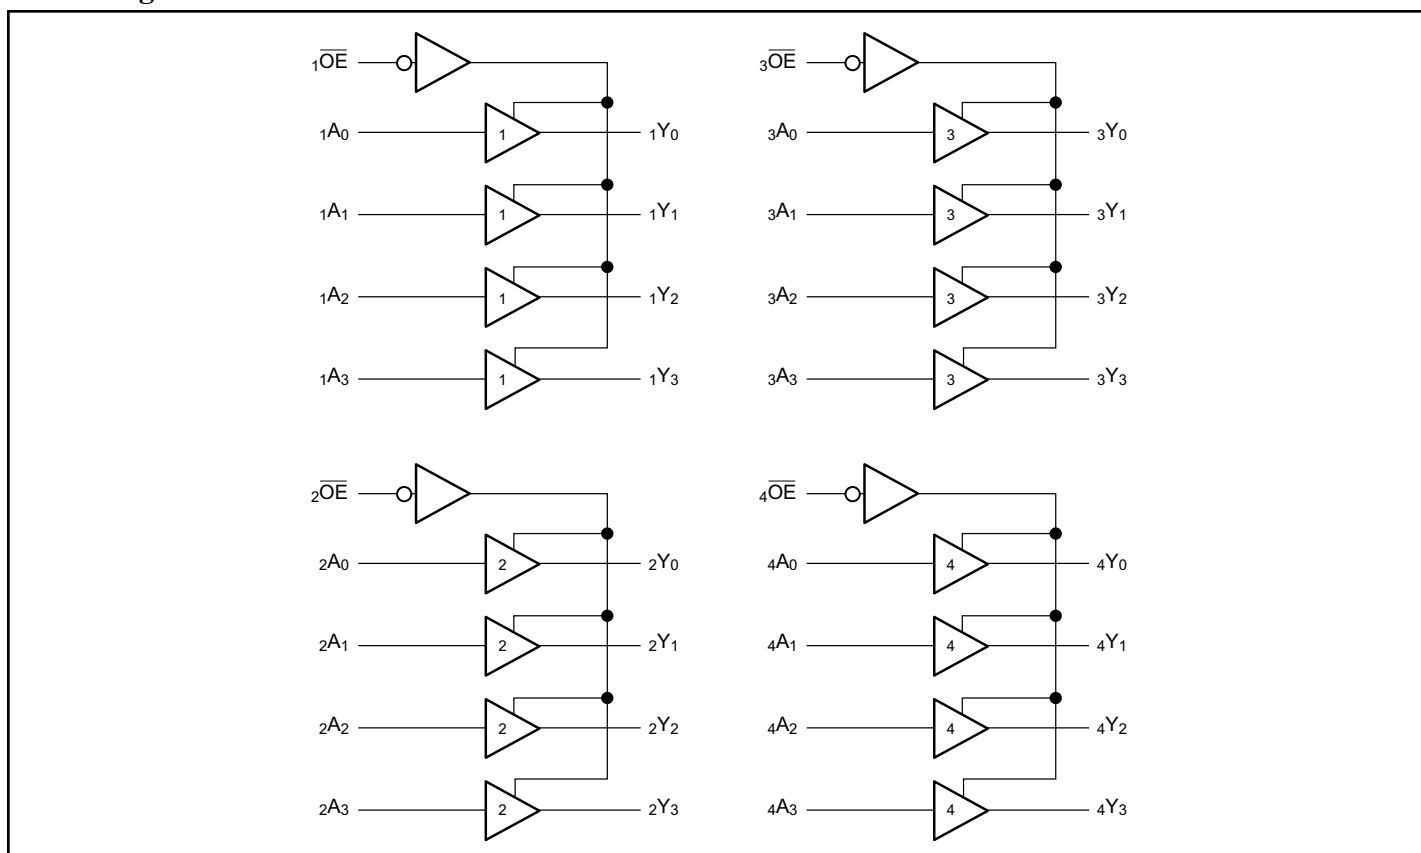 1OE 3OE
1A0 1 1Y0 3A0 3 3Y0
1A1 1 1Y1 3A1 3 3Y1
1A2 1 1Y2 3A2 3 3Y2
1A3 1 1Y3 3A3 3 3Y3
2OE 4OE
2A0 2 2Y0 4A0 4 4Y0
2A1 2 2Y1 4A1 4 4Y1
2A2 2 2Y2 4A2 4 4Y2
2A3 2 2Y3 4A3 4 4Y3